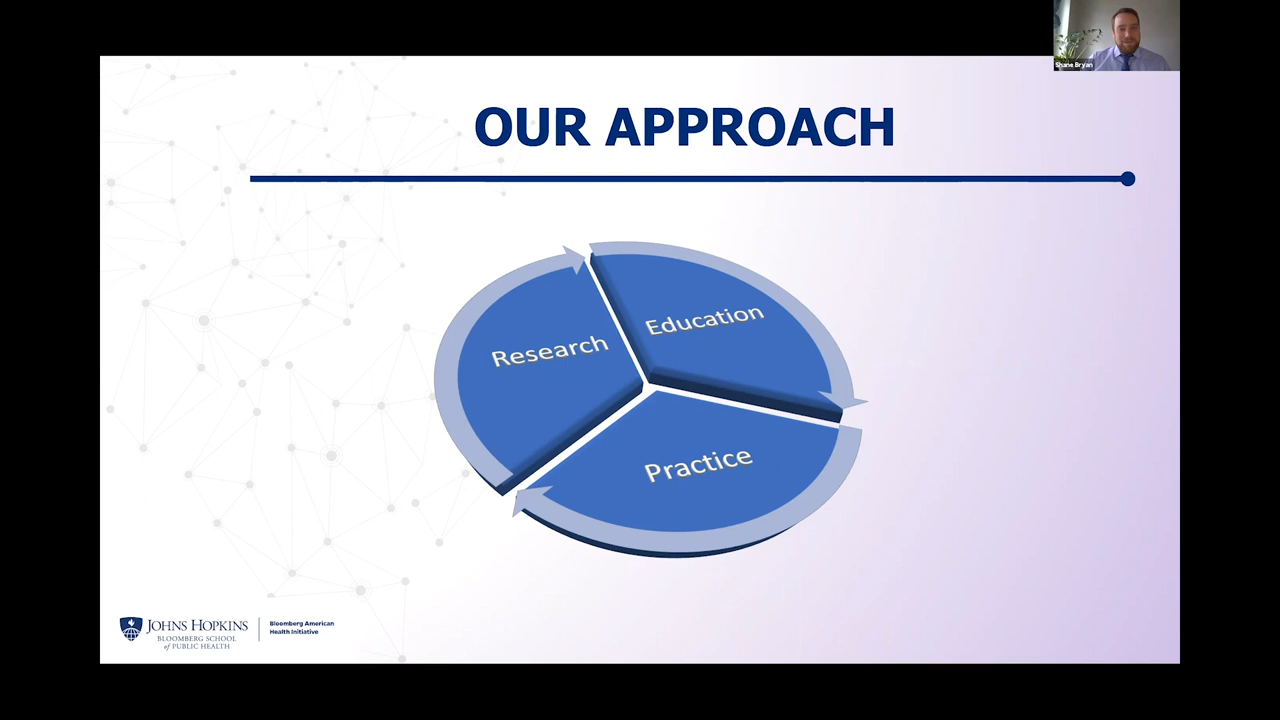 Shane Bryan
OUR APPROACH
Education
Research
Practice
JOHNS HOPKINS
BLOOMBERG SCHOOL
of PUBLIC HEALTH
Bloomberg American
Health Initiative